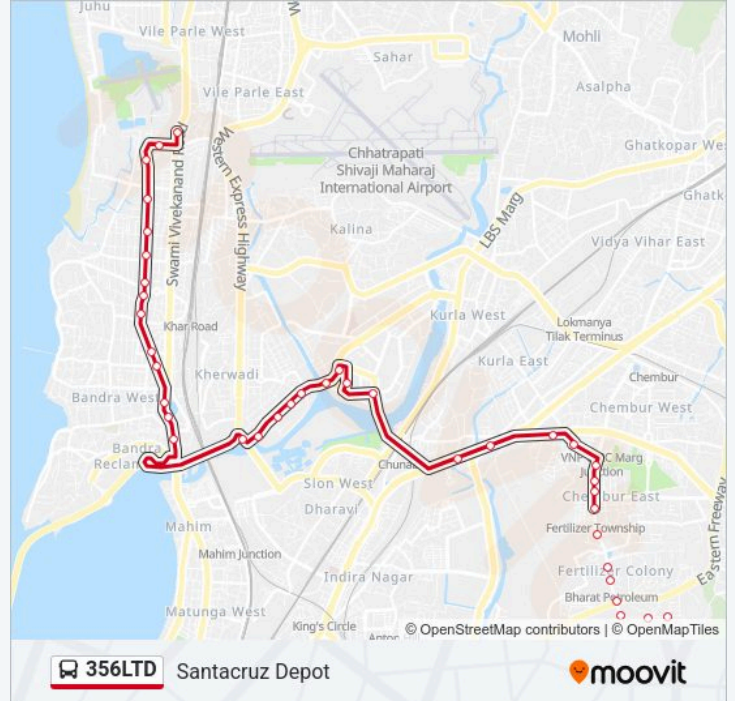 Juhu
Vile Parle West
Mohli
Sahar
Vile Parle East
Asalpha
Ghatkopar Wes
Chhatrapati
Shivaji Maharaj
International Airport
Swami Vivekanand R
Western Express Highway
LBS Marg
Ghatk
Kalina
Vidya Vihar East
Kurla West
Lokmanya
Tilak Terminus
Khar Road
Kurla East
Kherwadi
Chembur
Bandra West
Chembur West
Bandra
Reclam
Chunab
VNP
C Marg
Junction
Sion West
Chembur East
Dharavi
Mahim
Fertilizer Township
Eastern Freeway
Mahim Junction
Indira Nagar
Fertilizer Colony
Bharat Petroleum
Matunga West
King's Circle
Antop
© OpenStreetMap contributors | © OpenMapTiles
356LTD Santacruz Depot
moovit